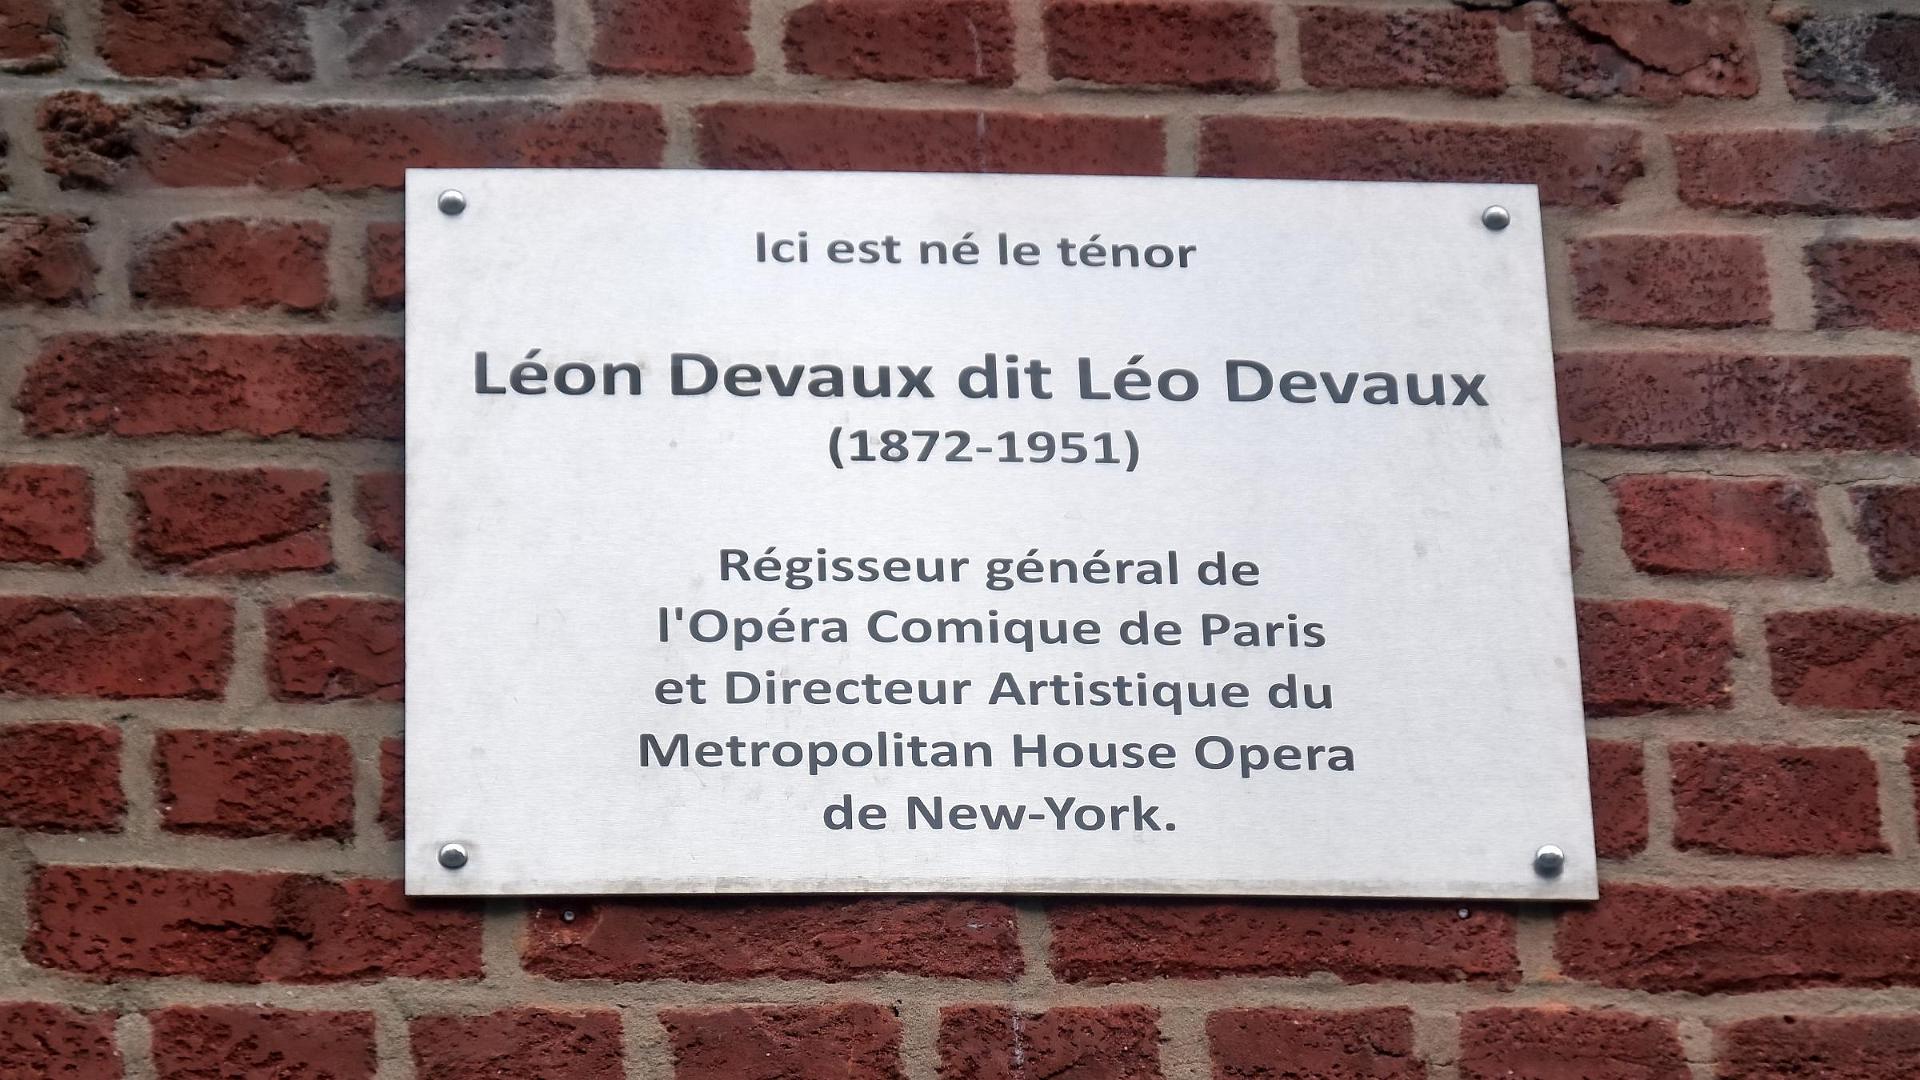 Ici est né le ténor
Léon Devaux dit Léo Devaux
(1872-1951)
Régisseur général de
l'Opéra Comique de Paris
et Directeur Artistique du
Metropolitan House Opera
de New-York.